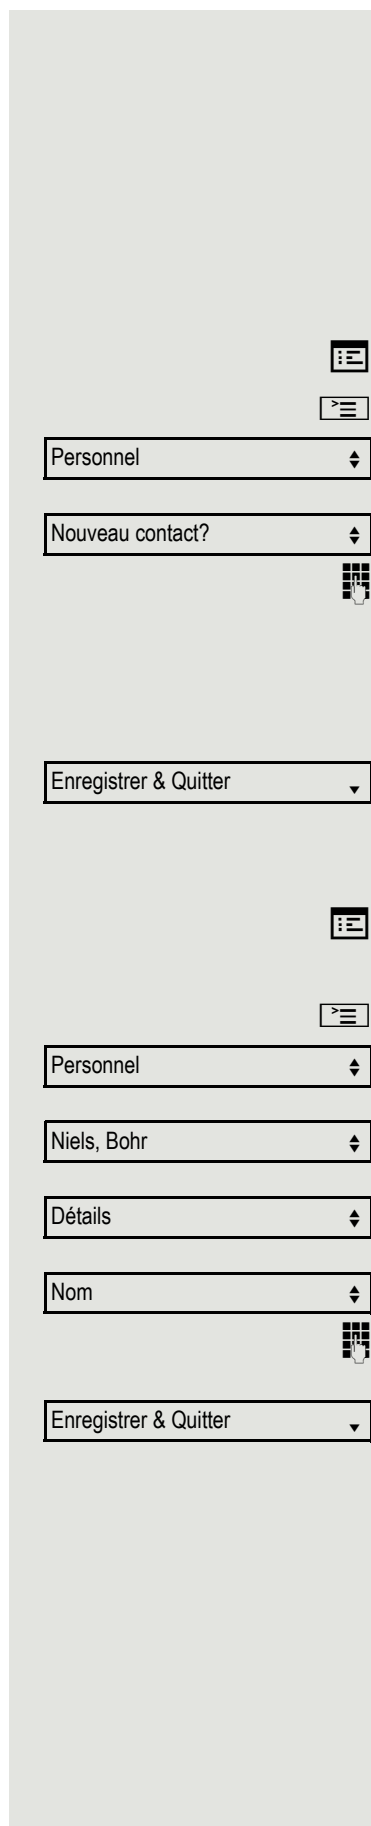 Personnel
Nouveau contact?
Enregistrer & Quitter
Personnel
Niels, Bohr
Détails
Nom
Enregistrer & Quitter